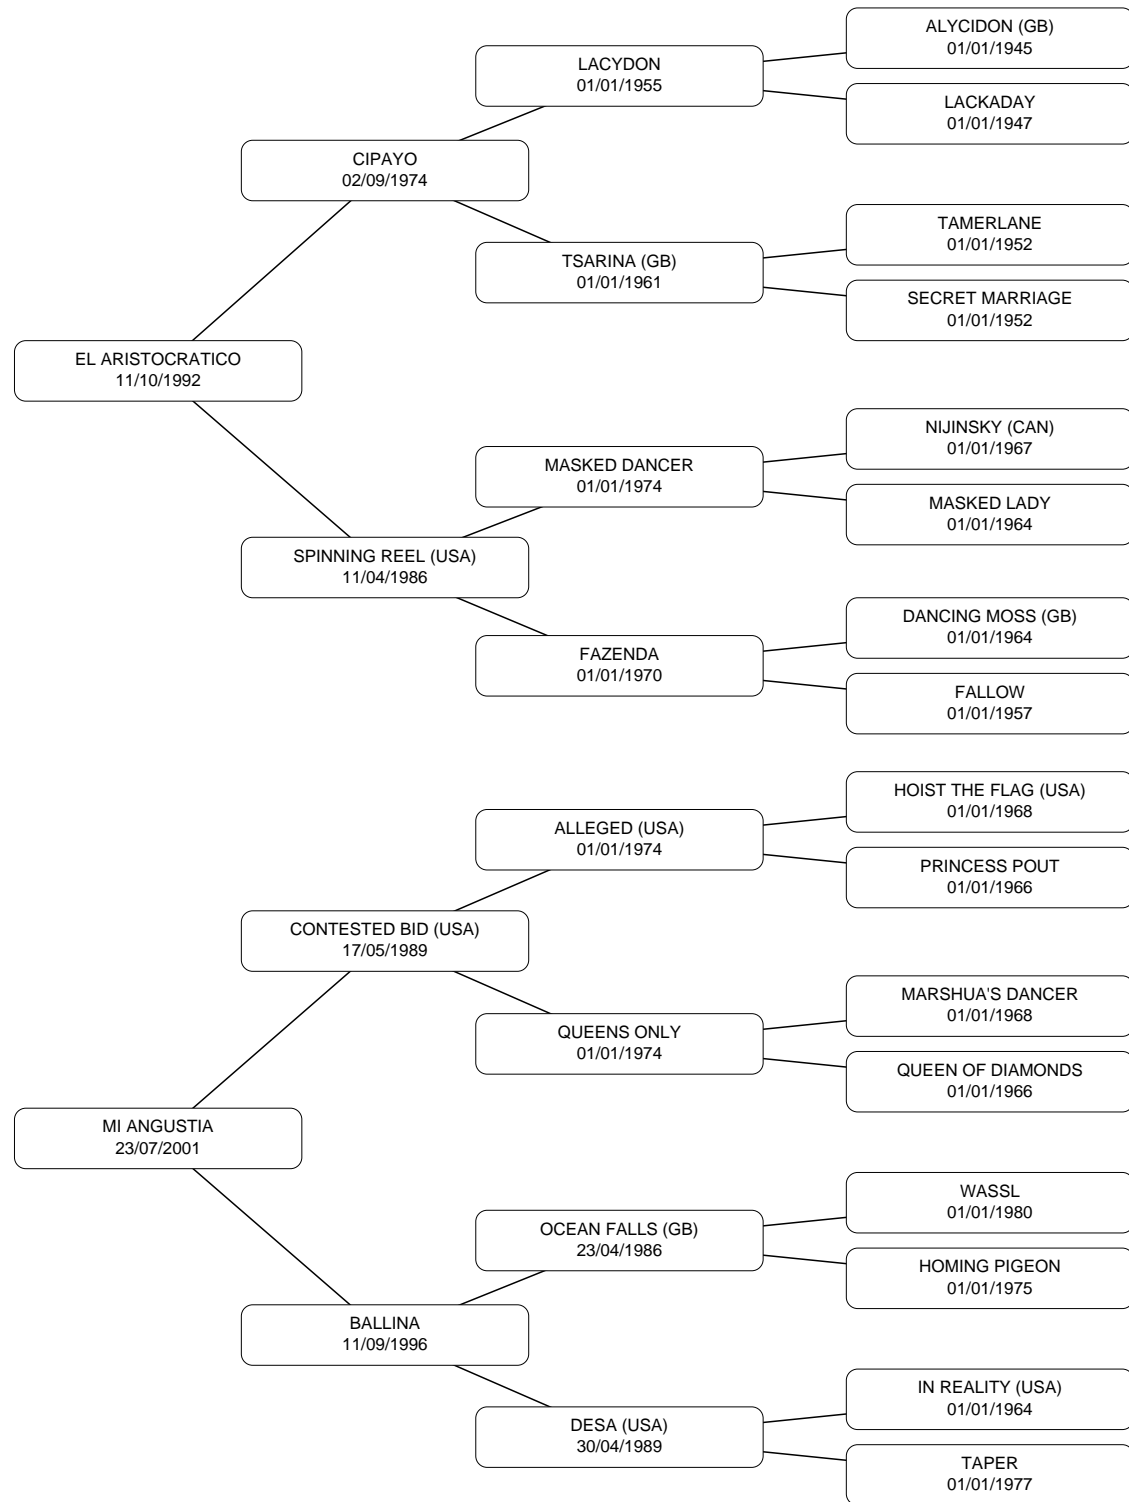 ALYCIDON (GB)
01/01/1945
LACYDON
01/01/1955
LACKADAY
01/01/1947
CIPAYO
02/09/1974
TAMERLANE
01/01/1952
TSARINA (GB)
01/01/1961
SECRET MARRIAGE
01/01/1952
EL ARISTOCRATICO
11/10/1992
NIJINSKY (CAN)
01/01/1967
MASKED DANCER
01/01/1974
MASKED LADY
01/01/1964
SPINNING REEL (USA)
11/04/1986
DANCING MOSS (GB)
01/01/1964
FAZENDA
01/01/1970
FALLOW
01/01/1957
HOIST THE FLAG (USA)
01/01/1968
ALLEGED (USA)
01/01/1974
PRINCESS POUT
01/01/1966
CONTESTED BID (USA)
17/05/1989
MARSHUA'S DANCER
01/01/1968
QUEENS ONLY
01/01/1974
QUEEN OF DIAMONDS
01/01/1966
MI ANGUSTIA
23/07/2001
WASSL
01/01/1980
OCEAN FALLS (GB)
23/04/1986
HOMING PIGEON
01/01/1975
BALLINA
11/09/1996
IN REALITY (USA)
01/01/1964
DESA (USA)
30/04/1989
TAPER
01/01/1977